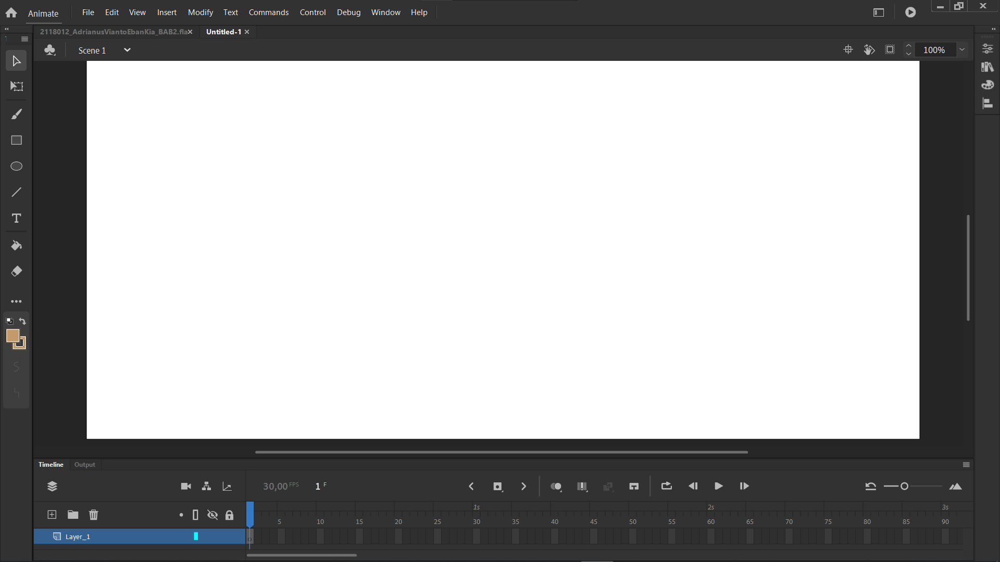 Animate File Edit View Insert Modify Text Commands Control Debug Window Help
2118012_AdrianusViantoEbanKia_BAB2.fla Untitled-1
Scene 1 100%
T
Timeline Output
30,00 FPS 1 F
1s 2s 3s
5 10 15 20 25 30 35 40 45 50 55 60 65 70 75 80 85 90
Layer_1